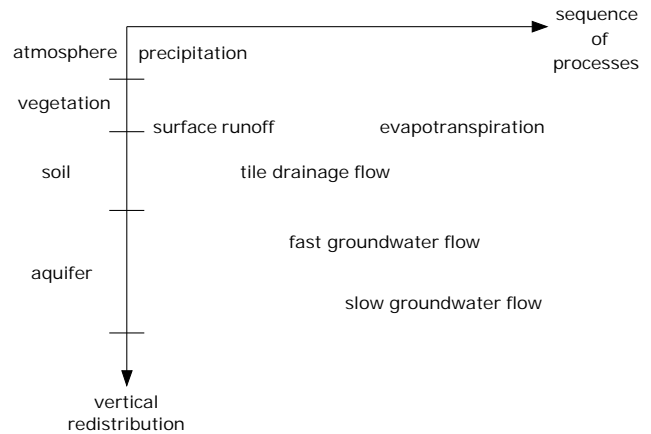 sequence
of
processes
atmosphere
precipitation
vegetation
surface runoff
evapotranspiration
soil
tile drainage flow
fast groundwater flow
aquifer
slow groundwater flow
vertical
redistribution